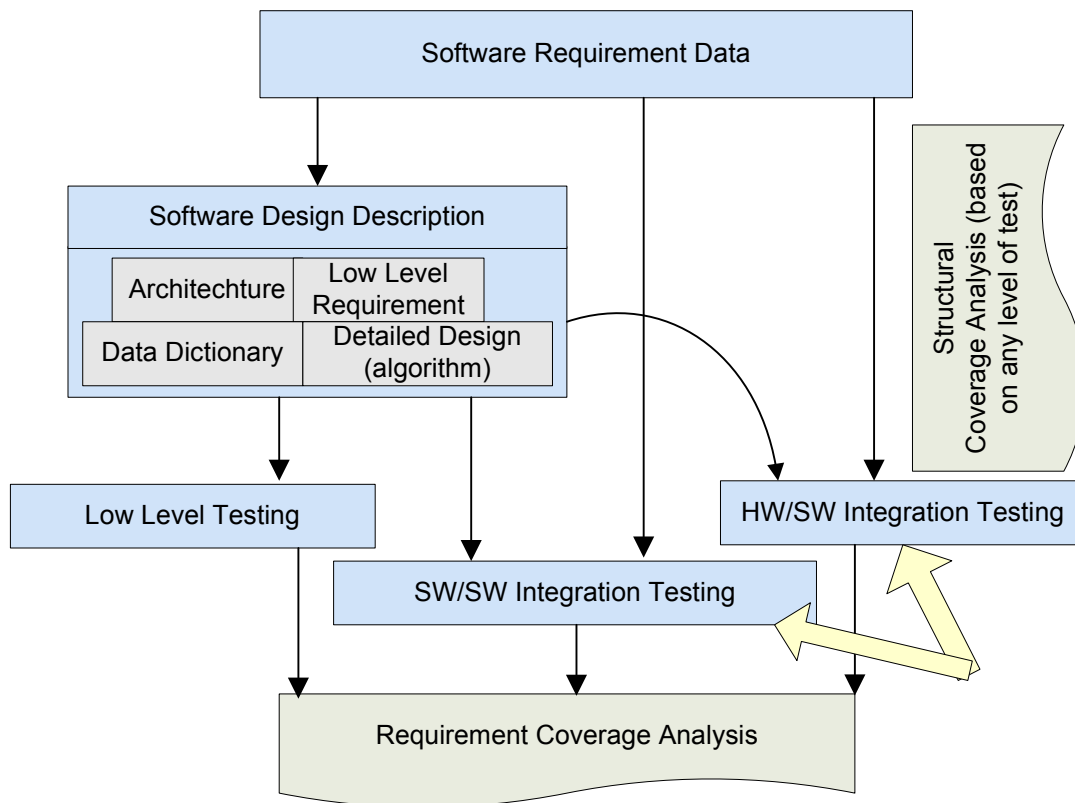 Software Requirement Data
Software Design Description
Architechture
Low Level
Requirement
Data Dictionary
Detailed Design
(algorithm)
Structural
Coverage Analysis (based
on any level of test)
Low Level Testing
HW/SW Integration Testing
SW/SW Integration Testing
Requirement Coverage Analysis